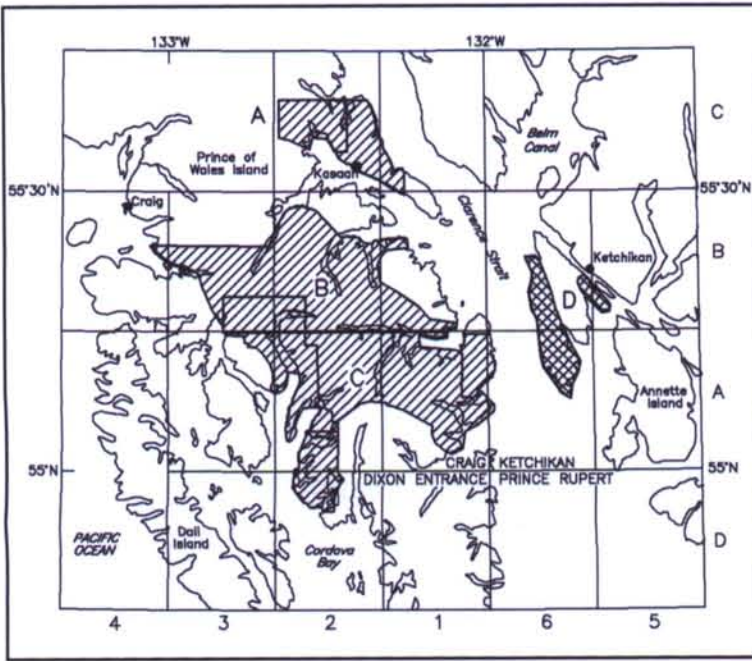 133°W 132°W
A
C
Prince of
Wales Island
Behm
Canal
Kasaan
55°30'N 55°30'N
Craig
Clarence Strait
B
Ketchikan
B
D
C
Annette
Island
A
55°N 55°N
CRAIG KETCHIKAN
DIXON ENTRANCE PRINCE RUPERT
PACIFIC
OCEAN
Dall
Island
Cordova
Bay
D
4 3 2 1 6 5